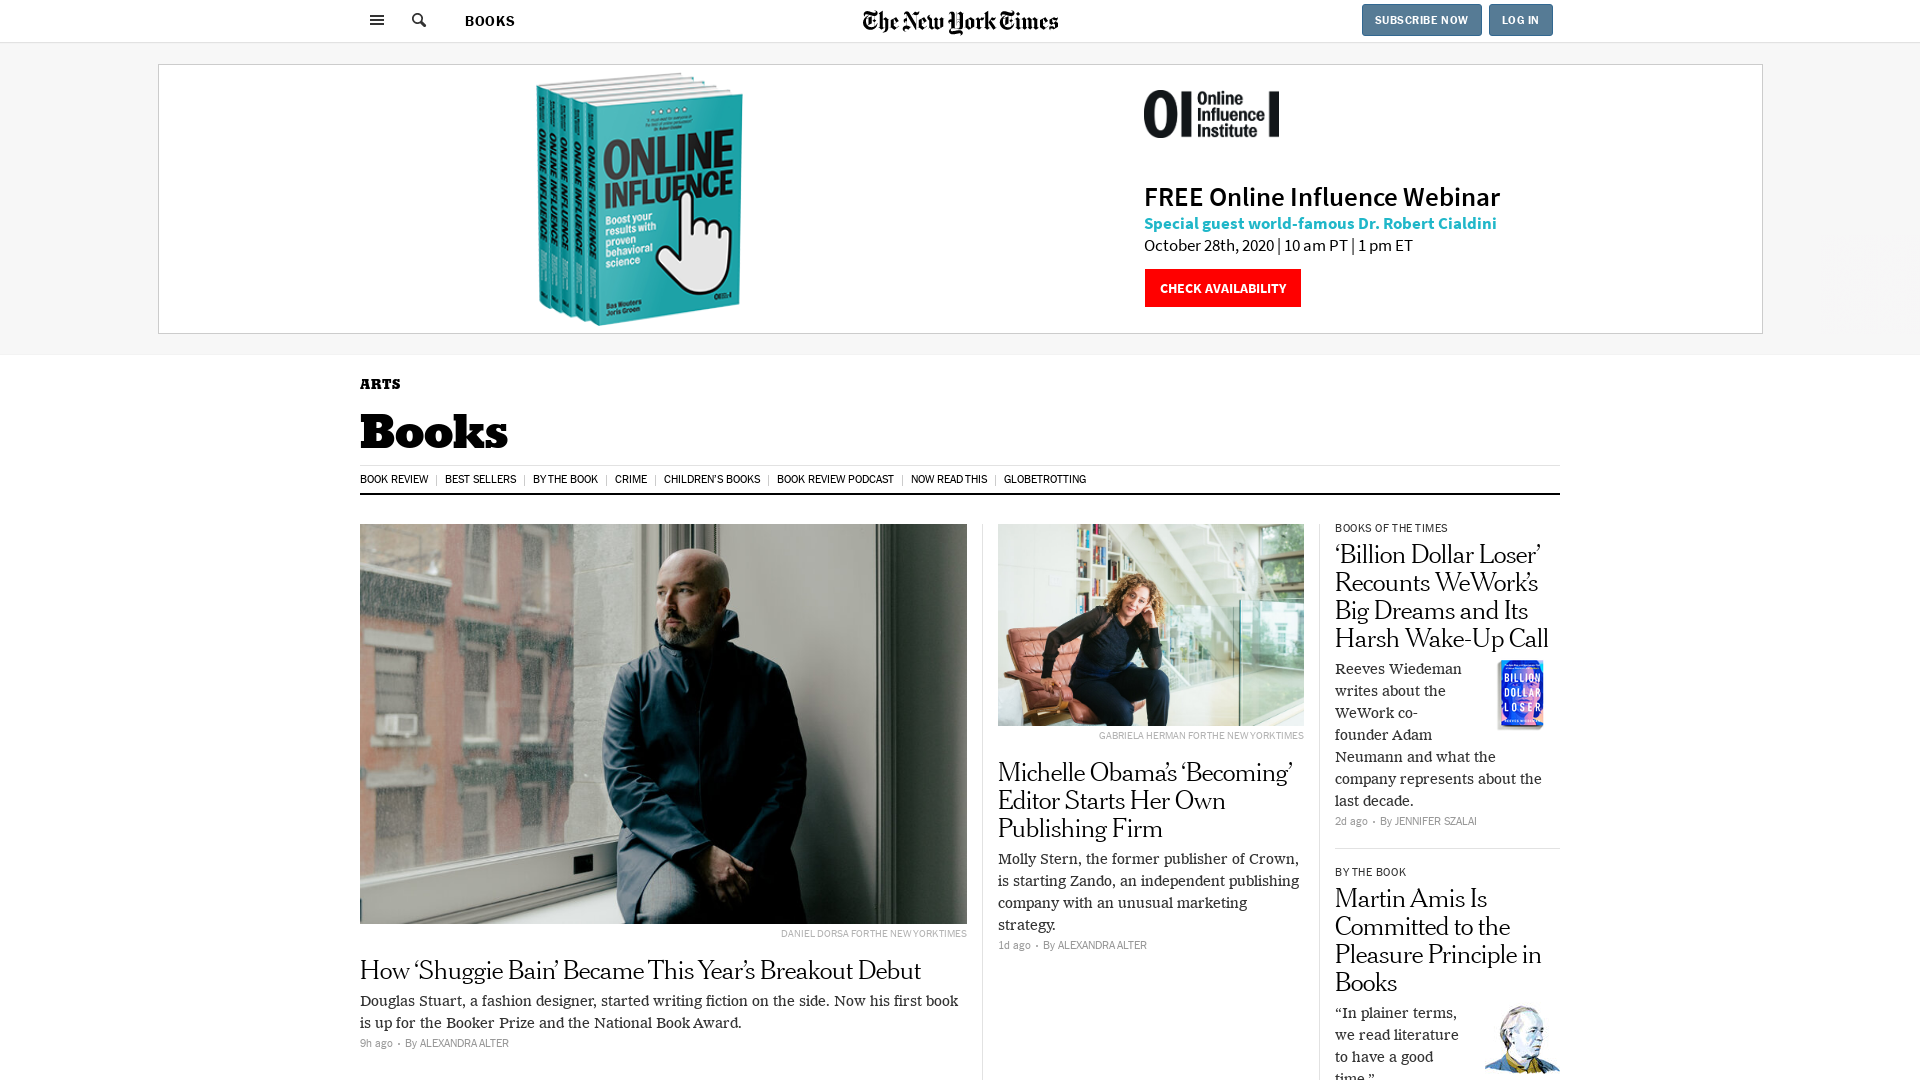 BOOKS
The New York Times
SUBSCRIBE NOW
LOG IN
ONLINE INFLUENCE
ONLINE INFLUENCE
ONLINE INFLUENCE
ONLINE INFLUENCE
ONLINE
INFLUENCE
Boost your
results with
proven
behavioral
science
Bas Wouters
Joris Groen
OI Online
Influence
Institute
FREE Online Influence Webinar
Special guest world-famous Dr. Robert Cialdini
October 28th, 2020 | 10 am PT | 1 pm ET
CHECK AVAILABILITY
ARTS
Books
BOOK REVIEW
BEST SELLERS
BY THE BOOK
CRIME
CHILDREN'S BOOKS
BOOK REVIEW PODCAST
NOW READ THIS
GLOBETROTTING
DANIEL DORSA FOR THE NEW YORK TIMES
How ‘Shuggie Bain’ Became This Year’s Breakout Debut
Douglas Stuart, a fashion designer, started writing fiction on the side. Now his first book
is up for the Booker Prize and the National Book Award.
9h ago • By ALEXANDRA ALTER
GABRIELA HERMAN FOR THE NEW YORK TIMES
Michelle Obama’s ‘Becoming’
Editor Starts Her Own
Publishing Firm
Molly Stern, the former publisher of Crown,
is starting Zando, an independent publishing
company with an unusual marketing
strategy.
1d ago • By ALEXANDRA ALTER
BOOKS OF THE TIMES
‘Billion Dollar Loser’
Recounts WeWork’s
Big Dreams and Its
Harsh Wake-Up Call
Reeves Wiedeman
writes about the
WeWork co-
founder Adam
Neumann and what the
company represents about the
last decade.
BILLION
DOLLAR
LOSER
2d ago • By JENNIFER SZALAI
BY THE BOOK
Martin Amis Is
Committed to the
Pleasure Principle in
Books
“In plainer terms,
we read literature
to have a good
time.”